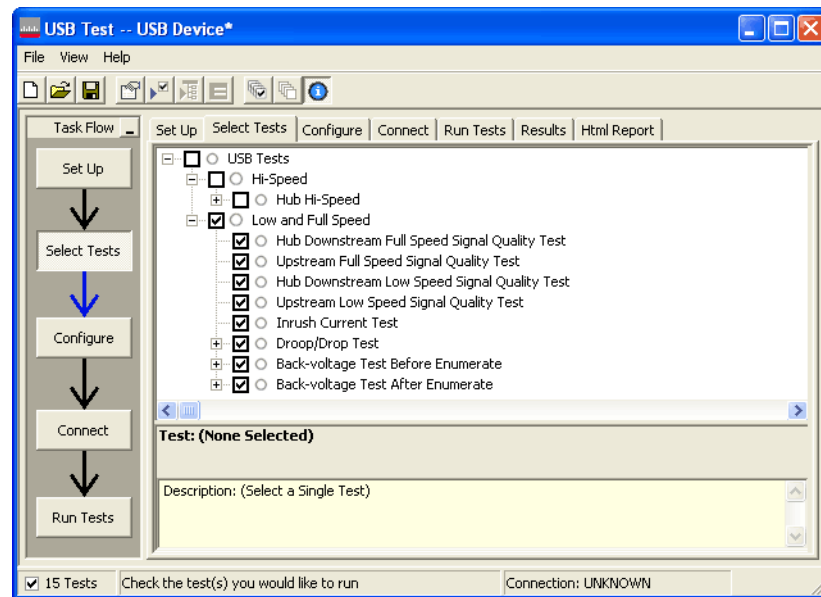 USB Test -- USB Device*
File View Help
Task Flow
Set Up
Select Tests
Configure
Connect
Run Tests
Set Up Select Tests Configure Connect Run Tests Results Html Report
USB Tests
Hi-Speed
Hub Hi-Speed
Low and Full Speed
Hub Downstream Full Speed Signal Quality Test
Upstream Full Speed Signal Quality Test
Hub Downstream Low Speed Signal Quality Test
Upstream Low Speed Signal Quality Test
Inrush Current Test
Droop/Drop Test
Back-voltage Test Before Enumerate
Back-voltage Test After Enumerate
Test: (None Selected)
Description: (Select a Single Test)
15 Tests Check the test(s) you would like to run Connection: UNKNOWN